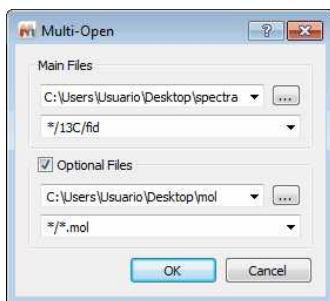 Multi-Open
Main Files
C:\Users\Usuario\Desktop\spectra
...
*/13C/fid
Optional Files
C:\Users\Usuario\Desktop\mol
...
*/*.mol
OK Cancel